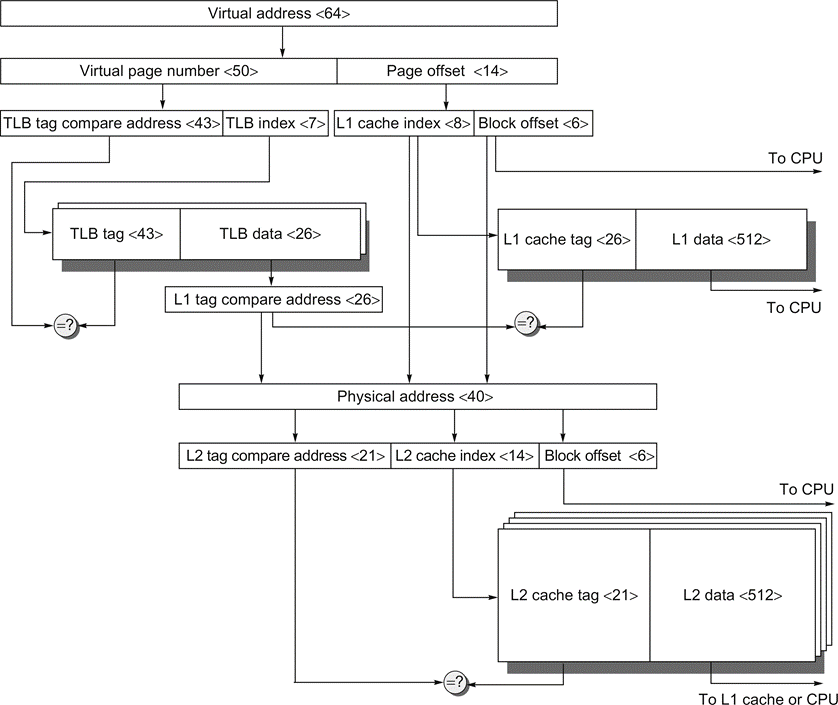 Virtual address <64>
Virtual page number <50> Page offset <14>
TLB tag compare address <43> TLB index <7> L1 cache index <8> Block offset <6>
To CPU
TLB tag <43> TLB data <26> L1 cache tag <26> L1 data <512>
L1 tag compare address <26> To CPU
=? =?
Physical address <40>
L2 tag compare address <21> L2 cache index <14> Block offset <6>
To CPU
L2 cache tag <21> L2 data <512>
=?
To L1 cache or CPU